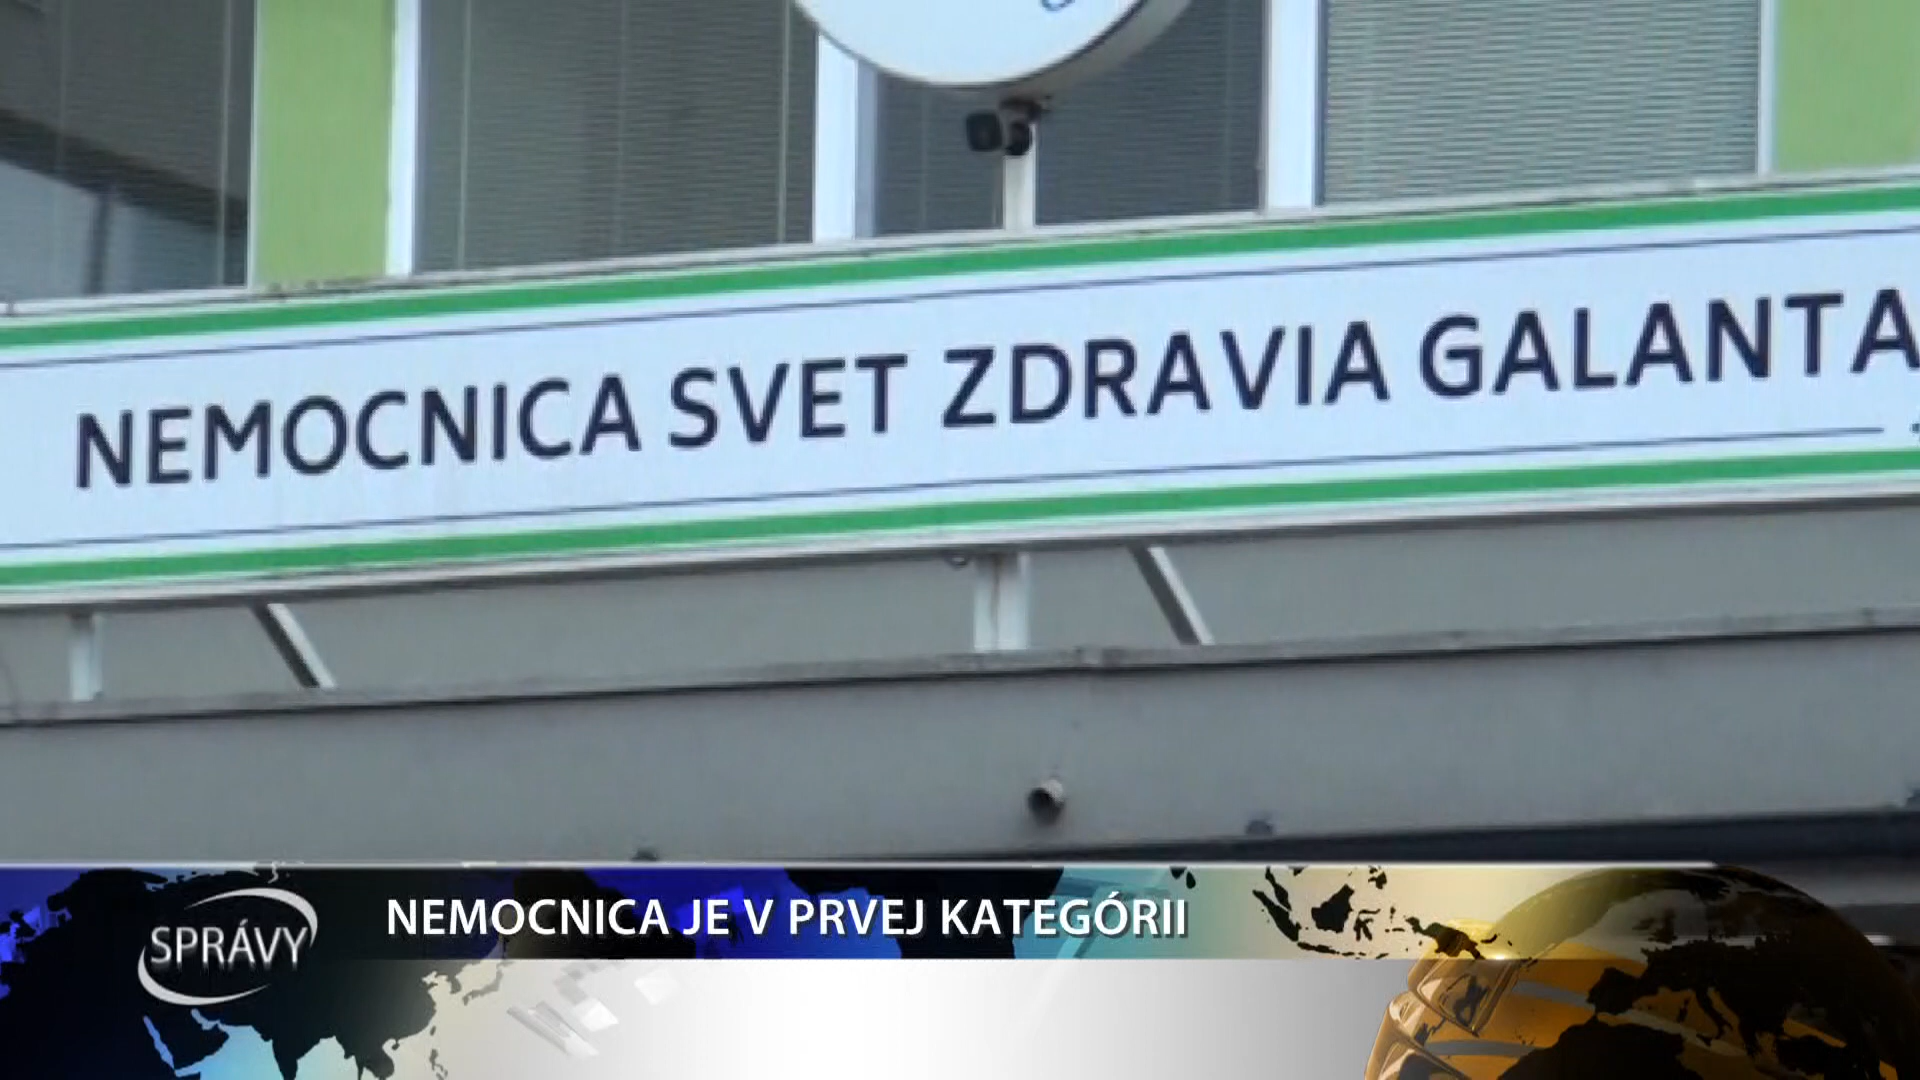 NEMOCNICA SVET ZDRAVIA GALANTA
SPRÁVY
NEMOCNICA JE V PRVEJ KATEGÓRII